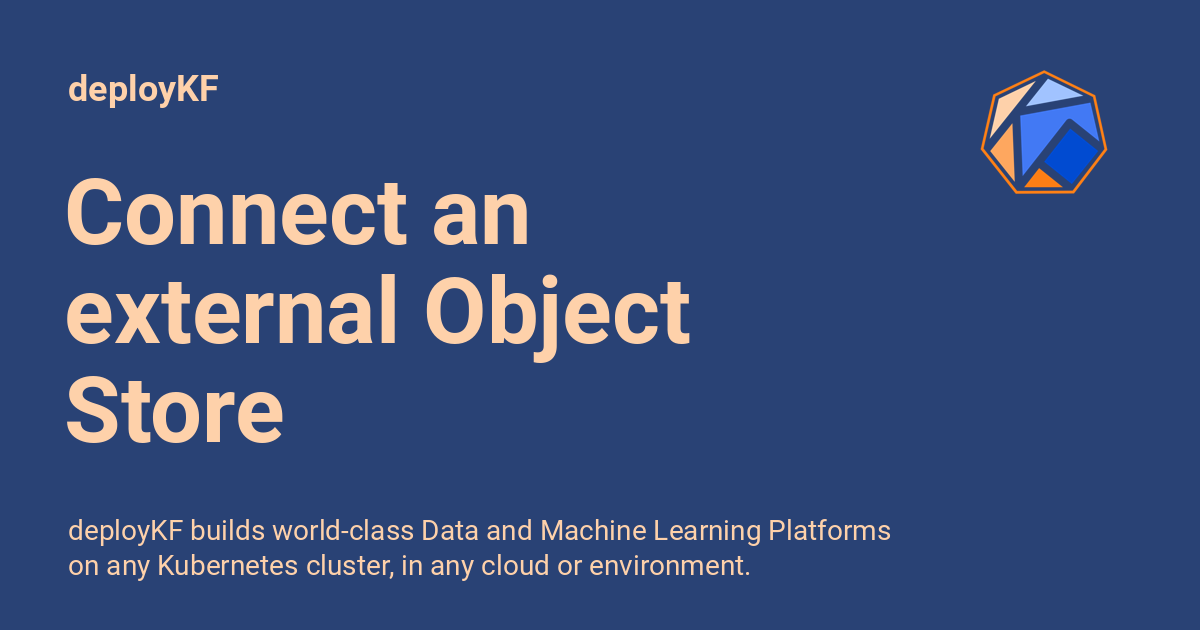 deployKF
Connect an
external Object
Store
deployKF builds world-class Data and Machine Learning Platforms
on any Kubernetes cluster, in any cloud or environment.